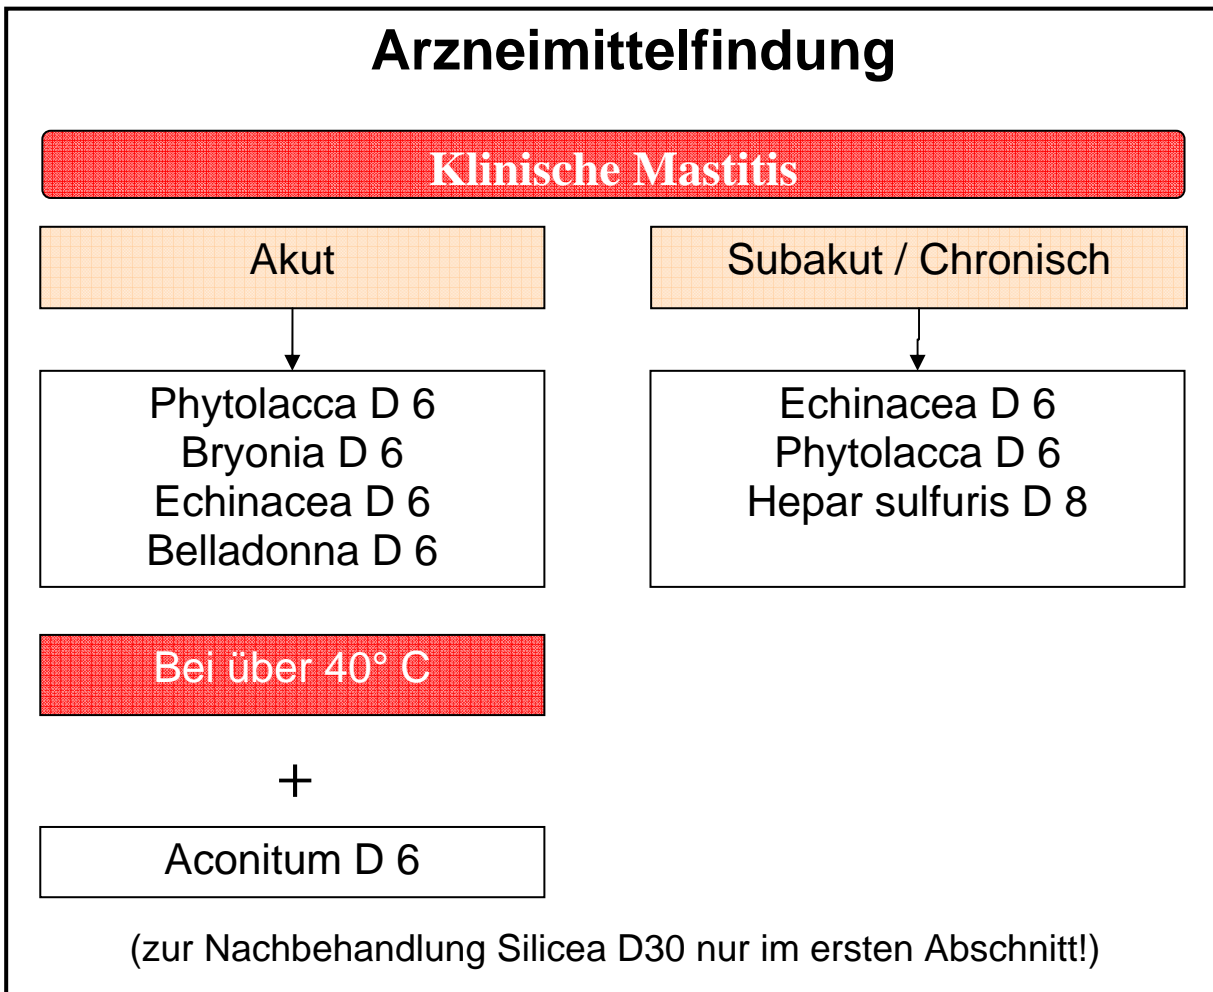 Arzneimittelfindung
Klinische Mastitis
Akut
Subakut / Chronisch
Phytolacca D 6
Bryonia D 6
Echinacea D 6
Belladonna D 6
Echinacea D 6
Phytolacca D 6
Hepar sulfuris D 8
Bei über 40° C
+
Aconitum D 6
(zur Nachbehandlung Silicea D30 nur im ersten Abschnitt!)